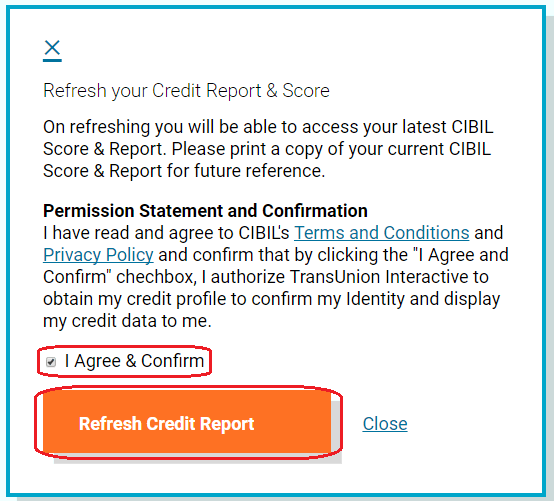 Refresh your Credit Report & Score
On refreshing you will be able to access your latest CIBIL
Score & Report. Please print a copy of your current CIBIL
Score & Report for future reference.
Permission Statement and Confirmation
I have read and agree to CIBIL's Terms and Conditions and
Privacy Policy and confirm that by clicking the "I Agree and
Confirm" chechbox, I authorize TransUnion Interactive to
obtain my credit profile to confirm my Identity and display
my credit data to me.
I Agree & Confirm
Refresh Credit Report
Close